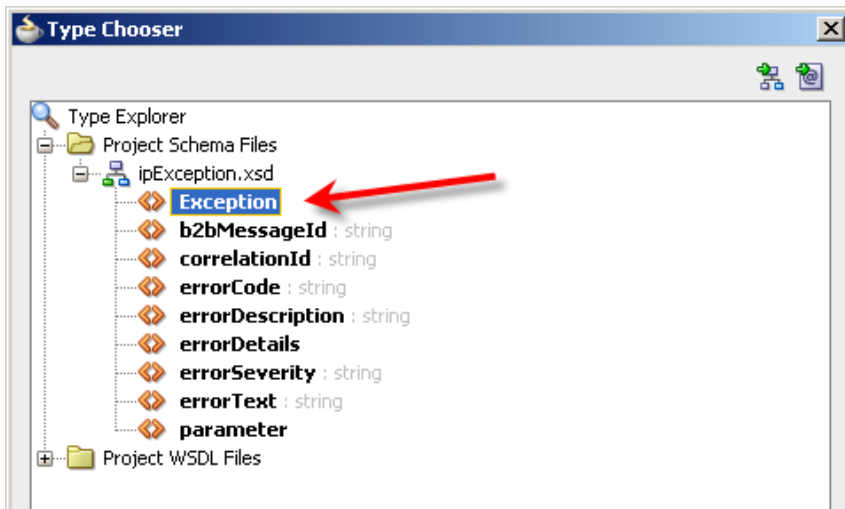 Type Chooser
Type Explorer
Project Schema Files
ipException.xsd
Exception
b2bMessageId : string
correlationId : string
errorCode : string
errorDescription : string
errorDetails
errorSeverity : string
errorText : string
parameter
Project WSDL Files